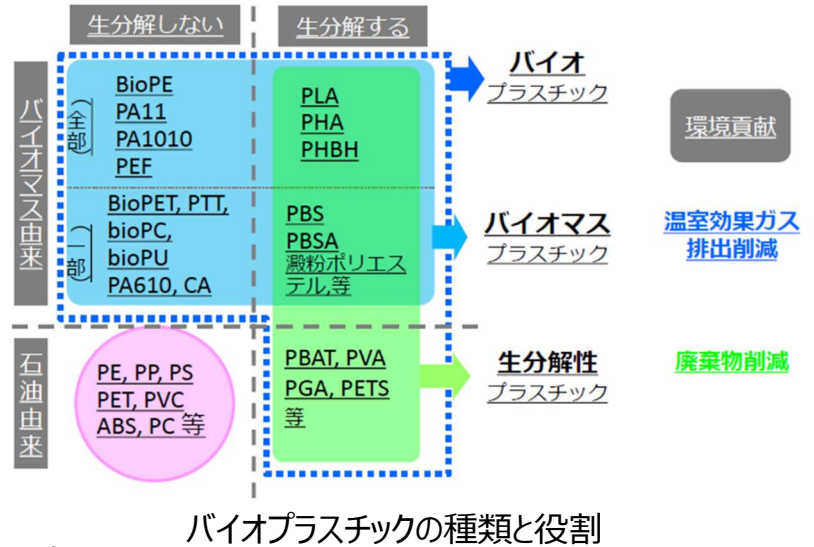 生分解しない
生分解する
バイオマス由来
(全部)
BioPE
PA11
PA1010
PEF
PLA
PHA
PHBH
(一部)
BioPET, PTT,
bioPC,
bioPU
PA610, CA
PBS
PBSA
澱粉ポリエス
テル,等
石油由来
PE, PP, PS
PET, PVC
ABS, PC 等
PBAT, PVA
PGA, PETS
等
バイオ
プラスチック
バイオマス
プラスチック
生分解性
プラスチック
環境貢献
温室効果ガス
排出削減
廃棄物削減
バイオプラスチックの種類と役割